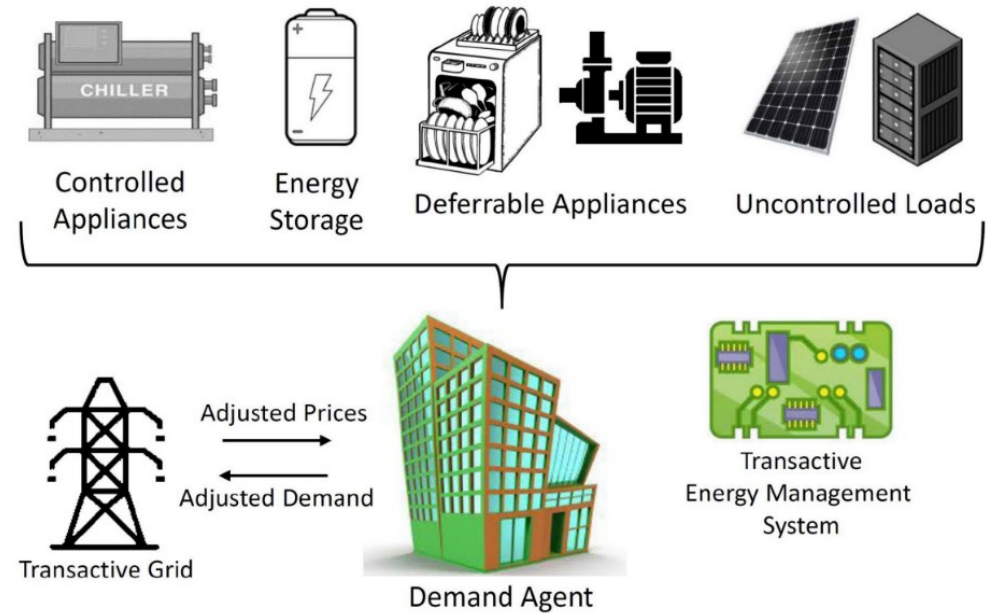 CHILLER
Controlled
Appliances
Energy
Storage
Deferrable Appliances
Uncontrolled Loads
Adjusted Prices
Adjusted Demand
Transactive Grid
Demand Agent
Transactive
Energy Management
System